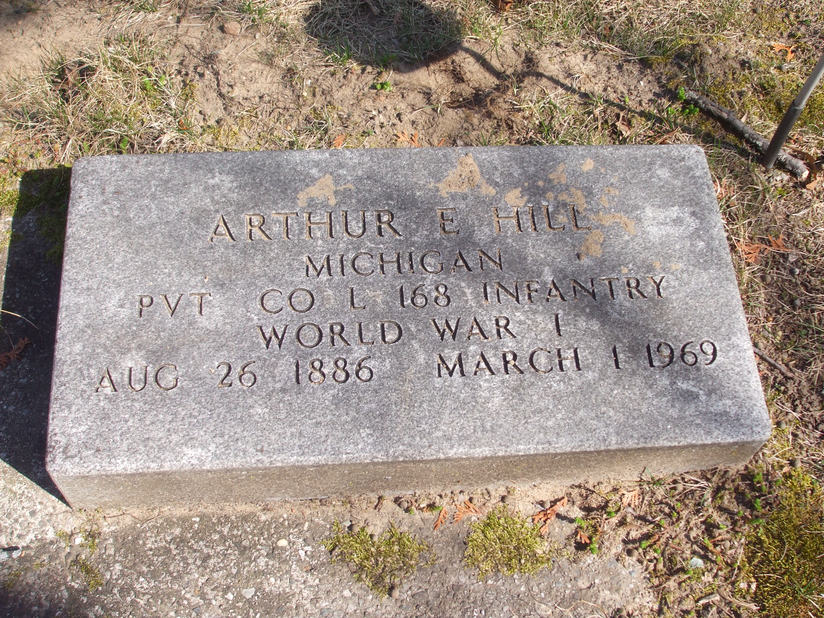 ARTHUR E HILL
MICHIGAN
PVT CO L 168 INFANTRY
WORLD WAR I
AUG 26 1886 MARCH 1 1969